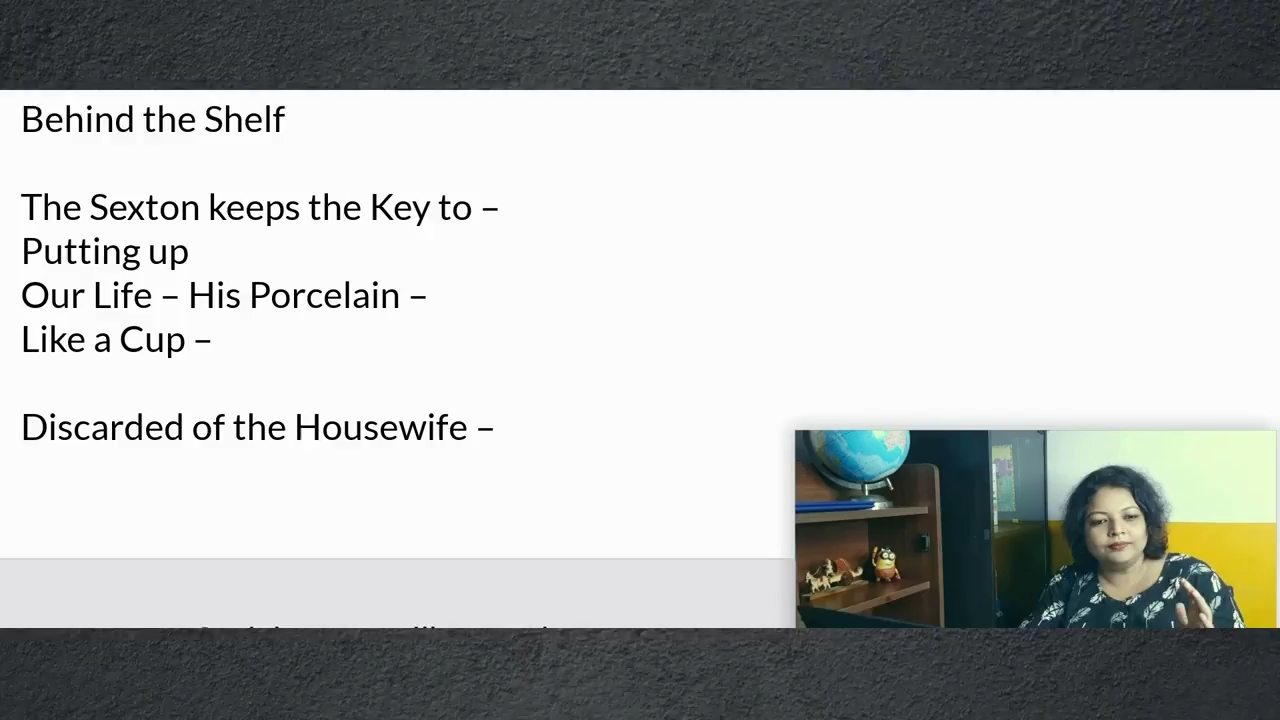 Behind the Shelf
The Sexton keeps the Key to –
Putting up
Our Life – His Porcelain –
Like a Cup –
Discarded of the Housewife –